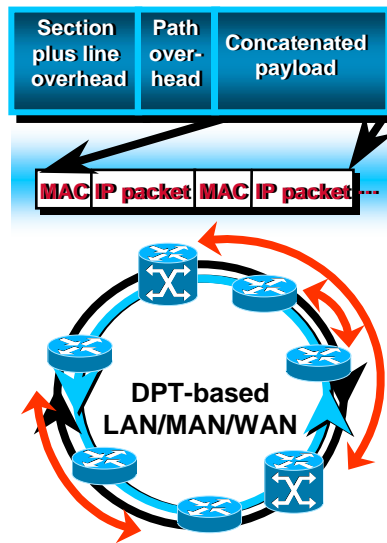 Section
plus line
overhead
Path
over-
head
Concatenated
payload
MAC IP packet MAC IP packet ...
DPT-based
LAN/MAN/WAN